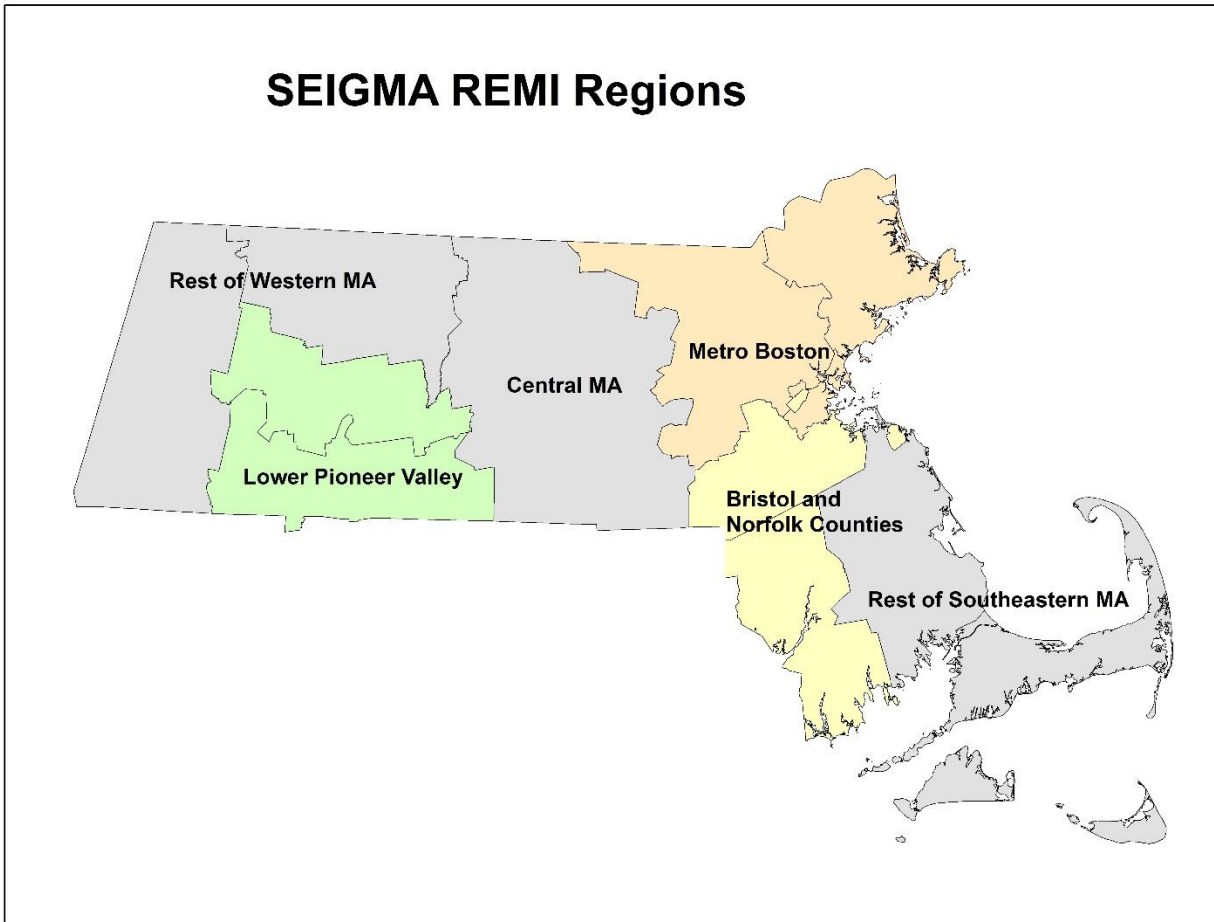 SEIGMA REMI Regions
Rest of Western MA
Metro Boston
Central MA
Lower Pioneer Valley
Bristol and
Norfolk Counties
Rest of Southeastern MA